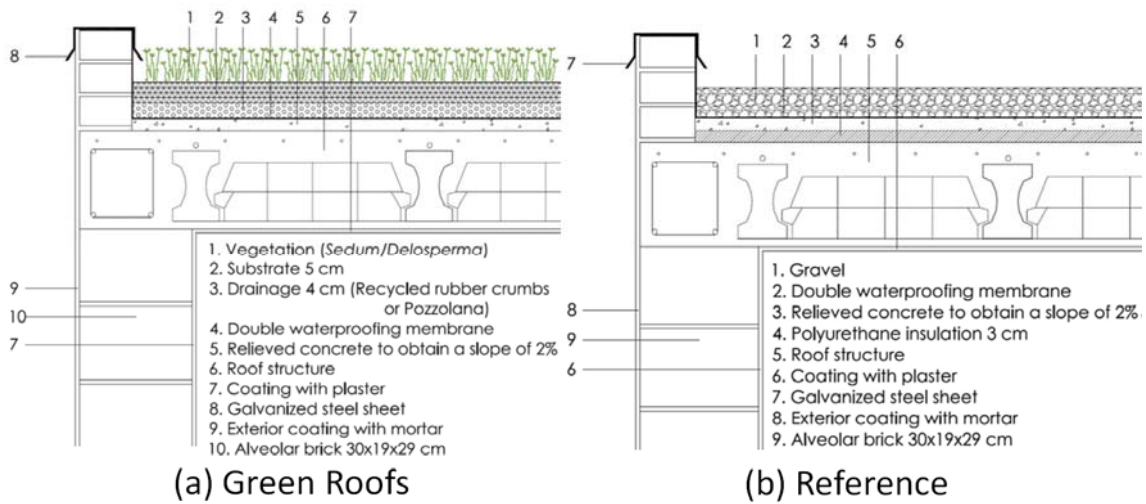 1 2 3 4 5 6 7
8
9
10
7
1. Vegetation (Sedum/Delosperma)
2. Substrate 5 cm
3. Drainage 4 cm (Recycled rubber crumbs
or Pozzolana)
4. Double waterproofing membrane
5. Relieved concrete to obtain a slope of 2%
6. Roof structure
7. Coating with plaster
8. Galvanized steel sheet
9. Exterior coating with mortar
10. Alveolar brick 30x19x29 cm
(a) Green Roofs
1 2 3 4 5 6
7
8
9
6
1. Gravel
2. Double waterproofing membrane
3. Relieved concrete to obtain a slope of 2%
4. Polyurethane insulation 3 cm
5. Roof structure
6. Coating with plaster
7. Galvanized steel sheet
8. Exterior coating with mortar
9. Alveolar brick 30x19x29 cm
(b) Reference